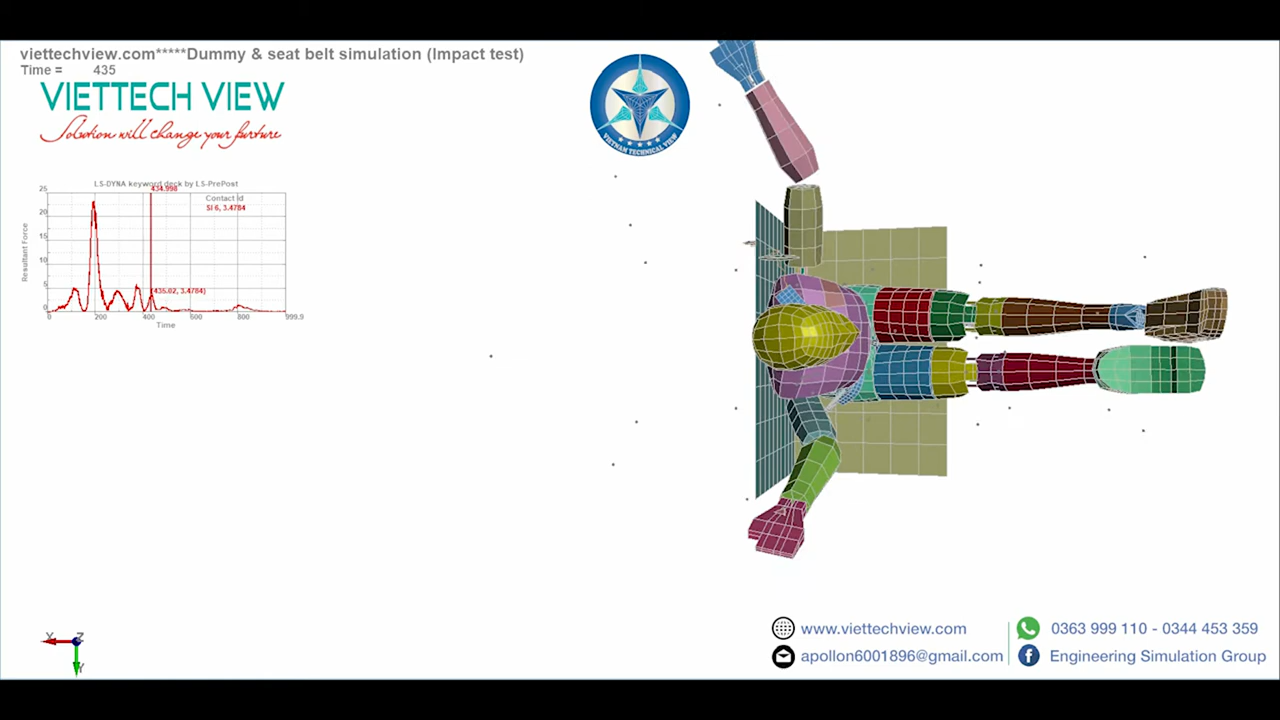 viettechview.com*****Dummy & seat belt simulation (Impact test)
Time = 435
VIETTECH VIEW
Solution will change your furture
VIETNAM TECHNICAL VIEW
LS-DYNA keyword deck by LS-PrePost
434.998
Contact Id
Sl 6, 3.4784
(435.02, 3.4784)
Resultant Force
25
20
15
10
5
0
0 200 400 600 800 999.9
Time
X Z
Y
www.viettechview.com
apollon6001896@gmail.com
0363 999 110 - 0344 453 359
Engineering Simulation Group